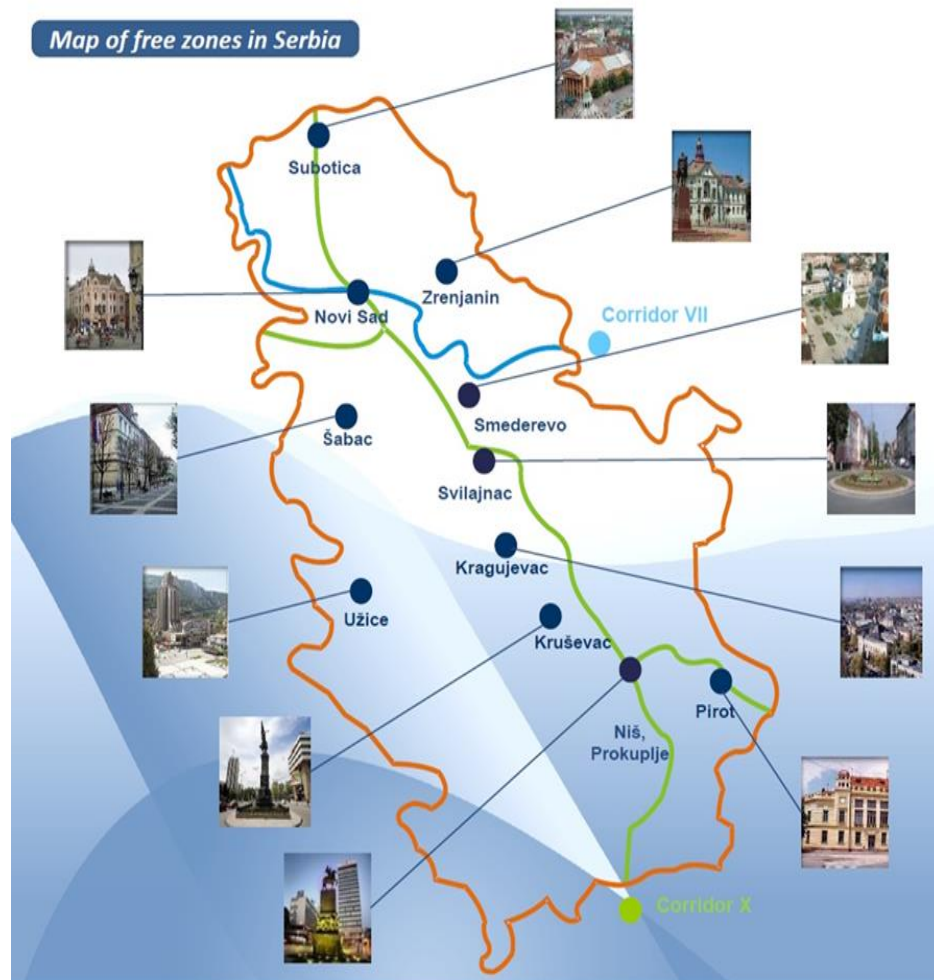 Map of free zones in Serbia
Subotica
Zrenjanin
Novi Sad
Corridor VII
Smederevo
Šabac
Svilajnac
Kragujevac
Užice
Kruševac
Pirot
Niš,
Prokuplje
Corridor X